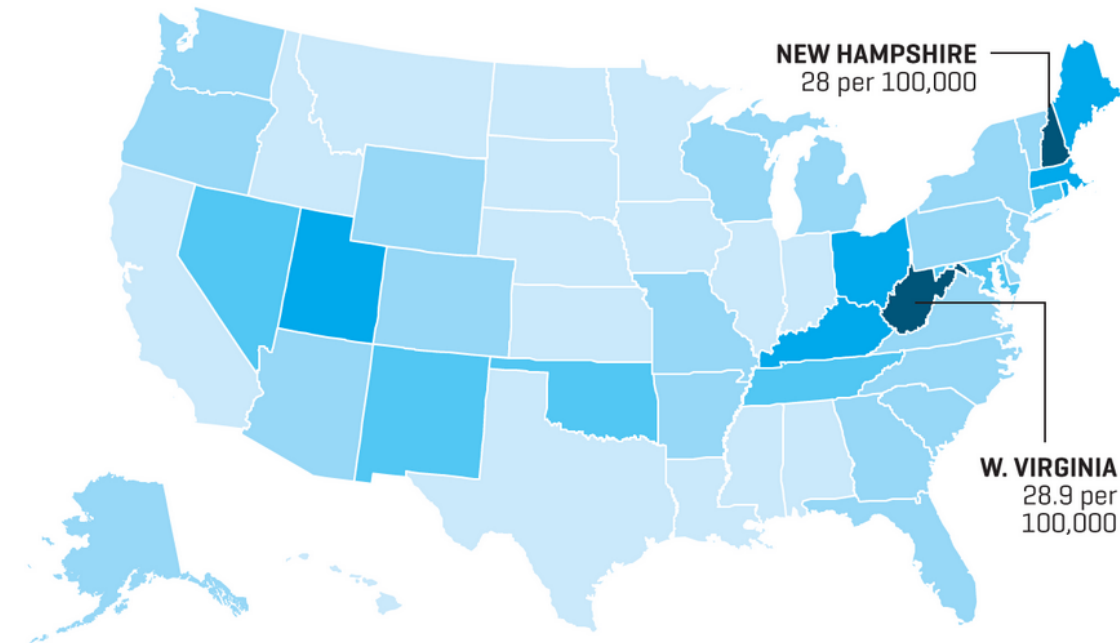 NEW HAMPSHIRE
28 per 100,000
W. VIRGINIA
28.9 per
100,000